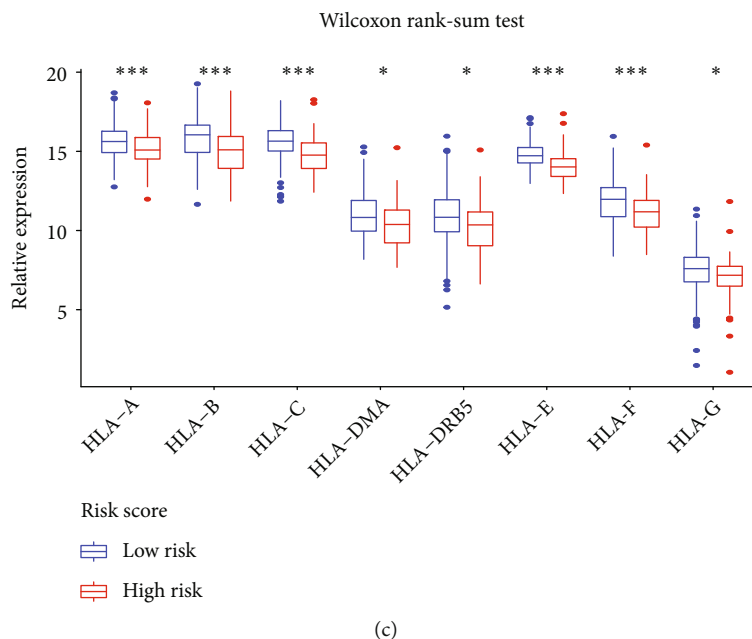 Wilcoxon rank-sum test
*** *** *** * * *** *** *
20
15
10
5
Relative expression
HLA–A
HLA–B
HLA–C
HLA–DMA
HLA–DRB5
HLA–E
HLA-F
HLA-G
Risk score
Low risk
High risk
(c)